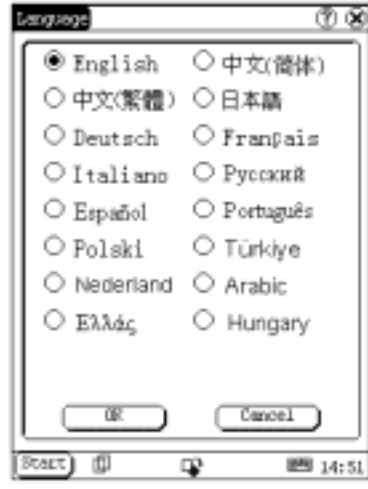 Language ? ×
English 中文(简体)
中文(繁體) 日本語
Deutsch Franβais
Italiano Русский
Español Português
Polski Türkiye
Nederland Arabic
Ελλάς Hungary
OK Cancel
Start 14:51